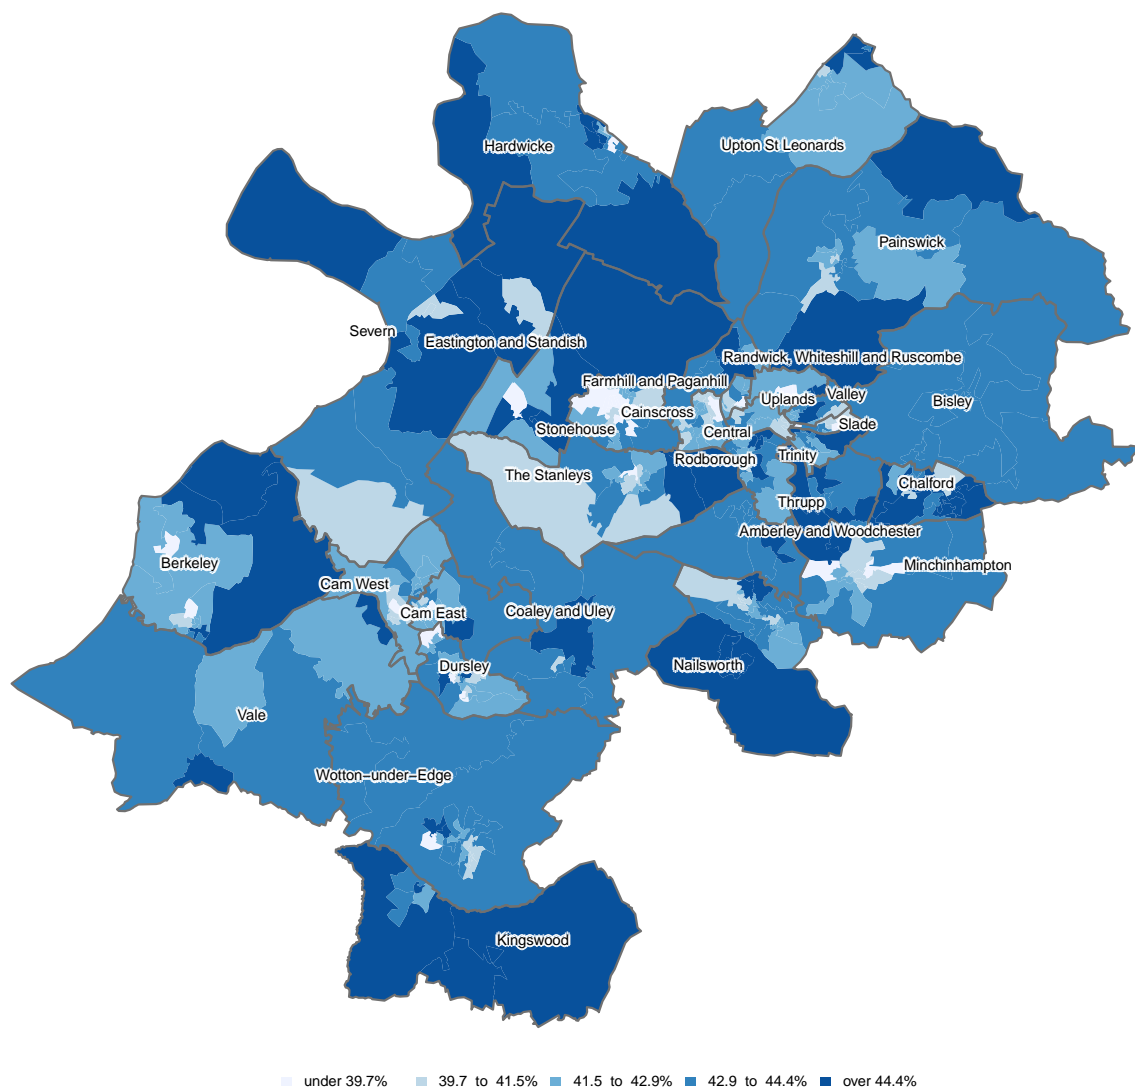 Hardwicke
Upton St Leonards
Painswick
Severn
Eastington and Standish
Randwick, Whiteshill and Ruscombe
Farmhill and Paganhill
Uplands
Valley
Bisley
Cainscross
Stonehouse
Central
Slade
Rodborough
Trinity
The Stanleys
Chalford
Thrupp
Amberley and Woodchester
Berkeley
Minchinhampton
Cam West
Cam East
Coaley and Uley
Dursley
Nailsworth
Vale
Wotton−under−Edge
Kingswood
under 39.7% 39.7 to 41.5% 41.5 to 42.9% 42.9 to 44.4% over 44.4%